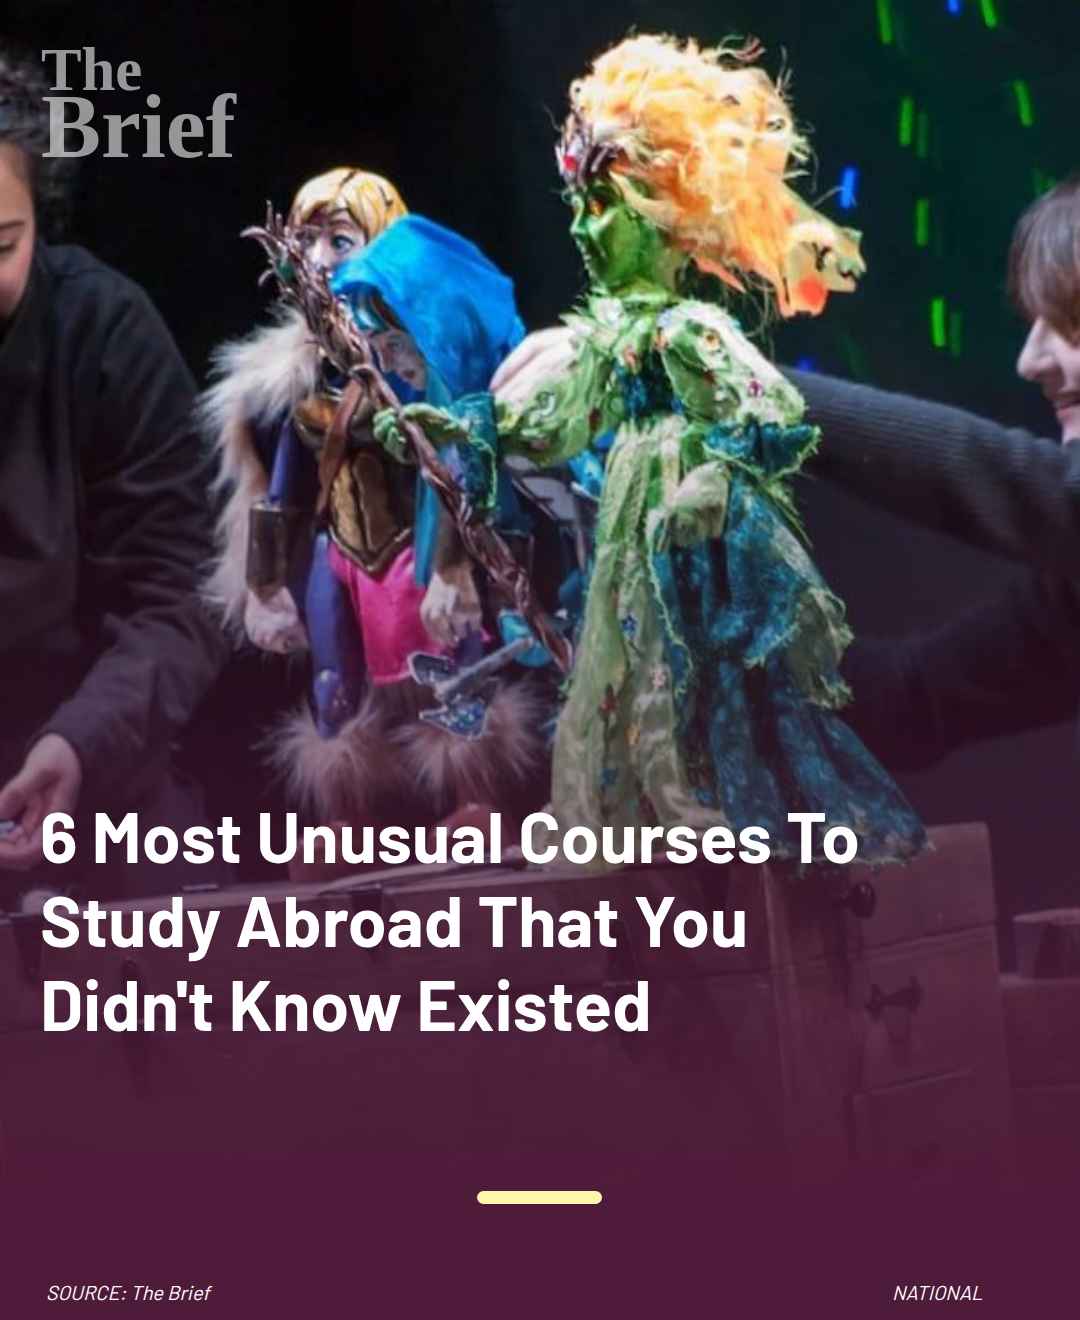 The
Brief
6 Most Unusual Courses To
Study Abroad That You
Didn't Know Existed
SOURCE: The Brief
NATIONAL